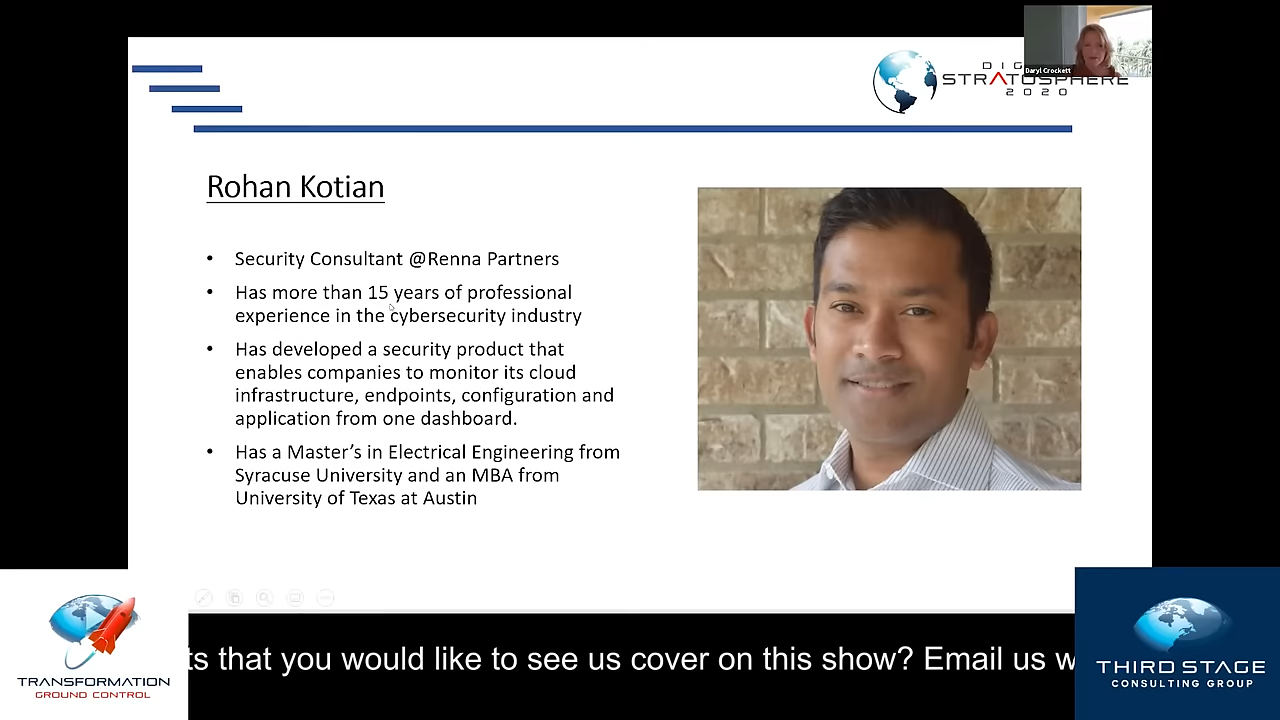 DIG
STRATOSPHERE
2020
Daryl Crockett
Rohan Kotian
• Security Consultant @Renna Partners
• Has more than 15 years of professional
experience in the cybersecurity industry
• Has developed a security product that
enables companies to monitor its cloud
infrastructure, endpoints, configuration and
application from one dashboard.
• Has a Master’s in Electrical Engineering from
Syracuse University and an MBA from
University of Texas at Austin
TRANSFORMATION
GROUND CONTROL
ts that you would like to see us cover on this show? Email us w
THIRD STAGE
CONSULTING GROUP